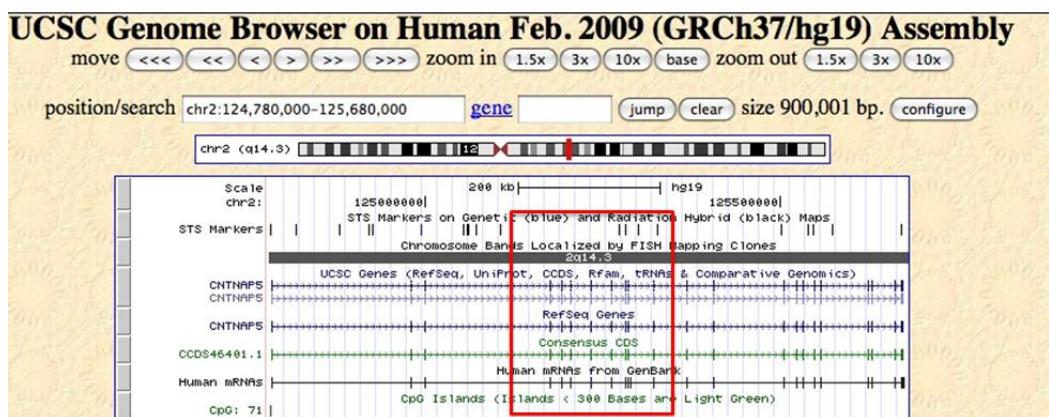 UCSC Genome Browser on Human Feb. 2009 (GRCh37/hg19) Assembly
move <<< << < > >> >>> zoom in 1.5x 3x 10x base zoom out 1.5x 3x 10x
position/search chr2:124,780,000-125,680,000 gene jump clear size 900,001 bp. configure
chr2 (q14.3) 12
Scale 200 kb hg19
chr2: 125000000 125500000
STS Markers on Genetic (blue) and Radiation Hybrid (black) Maps
STS Markers
Chromosome Bands Localized by FISH Mapping Clones
2q14.3
UCSC Genes (RefSeq, UniProt, CCDS, Rfam, tRNAs & Comparative Genomics)
CNTNAP5
CNTNAP5
RefSeq Genes
CNTNAP5
Consensus CDS
CCDS46401.1
Human mRNAs from GenBank
Human mRNAs
CpG Islands (Islands < 300 Bases are Light Green)
CpG: 71